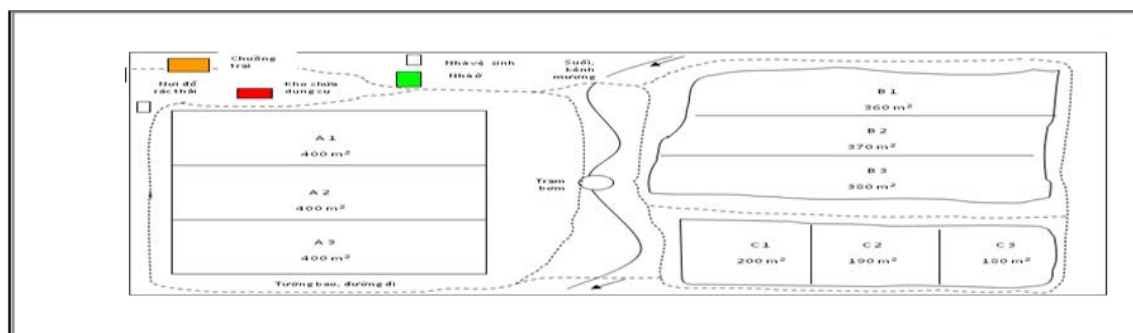 Chuồng
trại
Nhà vệ sinh
Nhà ở
Suối,
kênh
mương
Nơi đổ
rác thải
Kho chứa
dụng cụ
A 1
400 m²
A 2
400 m²
A 3
400 m²
Tường bao, đường đi
Trạm
bơm
B 1
360 m²
B 2
370 m²
B 3
380 m²
C 1
200 m²
C 2
190 m²
C 3
180 m²